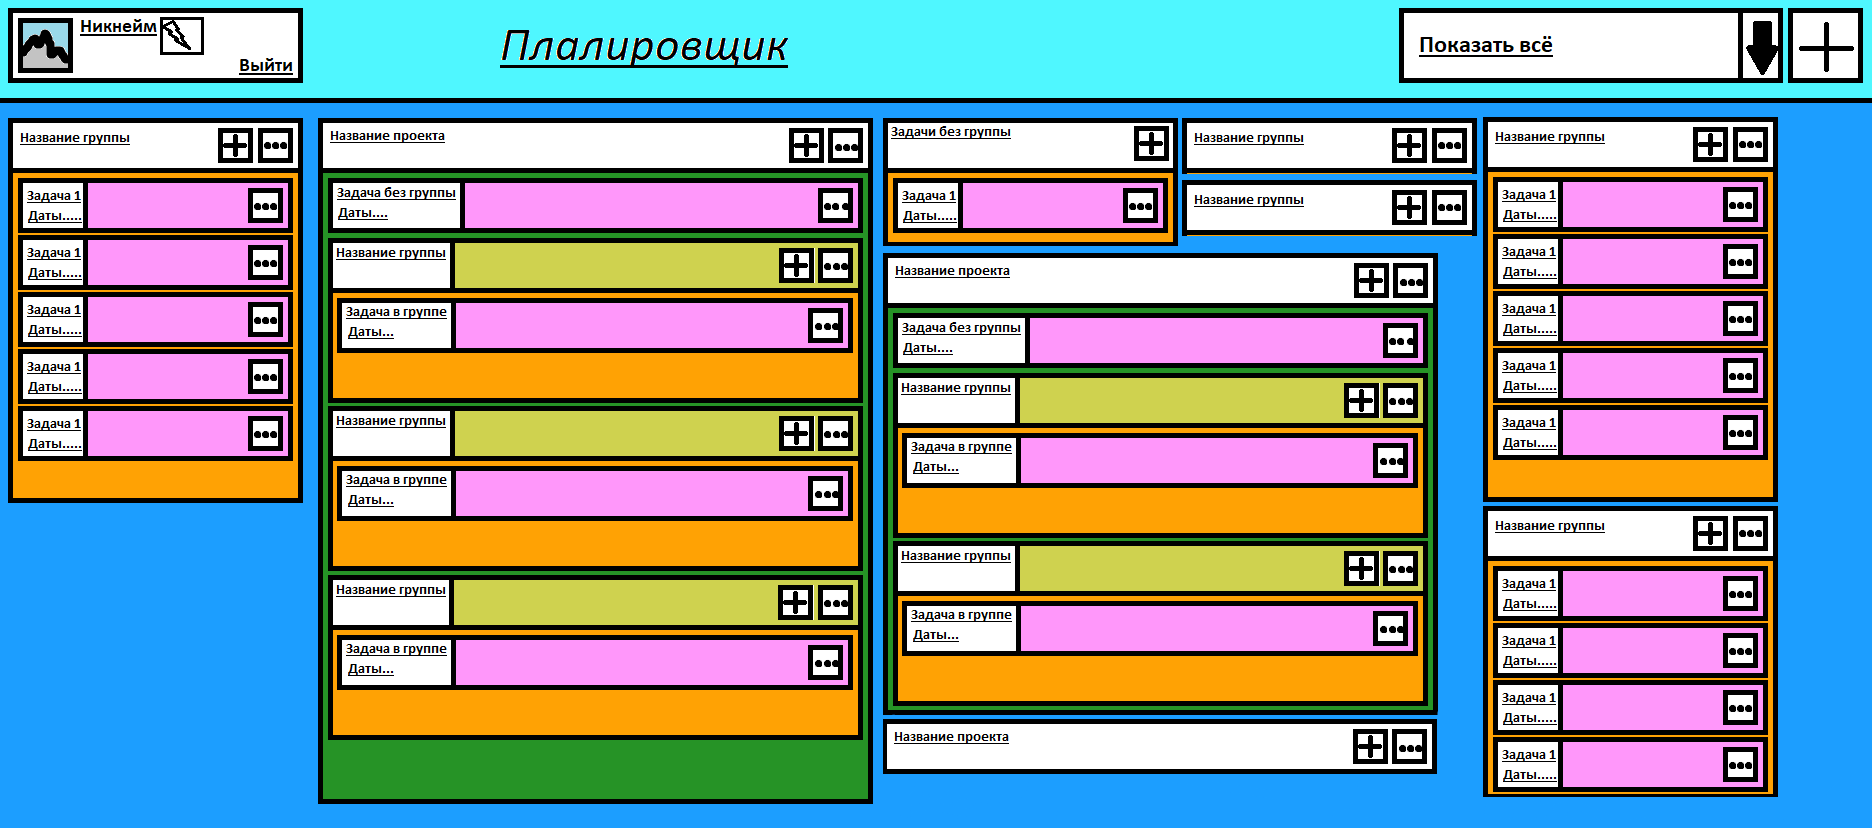 Никнейм
Выйти
Плалировщик
Показать всё
Название группы
Задача 1
Даты.....
Задача 1
Даты.....
Задача 1
Даты.....
Задача 1
Даты.....
Задача 1
Даты.....
Название проекта
Задача без группы
Даты....
Название группы
Задача в группе
Даты...
Название группы
Задача в группе
Даты...
Название группы
Задача в группе
Даты...
Задачи без группы
Задача 1
Даты.....
Название группы
Название группы
Название проекта
Задача без группы
Даты....
Название группы
Задача в группе
Даты...
Название группы
Задача в группе
Даты...
Название проекта
Название группы
Задача 1
Даты.....
Задача 1
Даты.....
Задача 1
Даты.....
Задача 1
Даты.....
Задача 1
Даты.....
Название группы
Задача 1
Даты.....
Задача 1
Даты.....
Задача 1
Даты.....
Задача 1
Даты.....